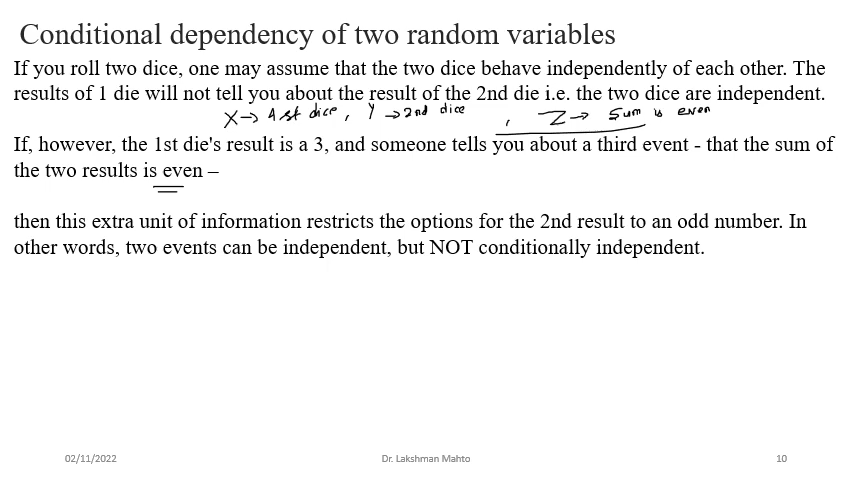 Conditional dependency of two random variables
If you roll two dice, one may assume that the two dice behave independently of each other. The
results of 1 die will not tell you about the result of the 2nd die i.e. the two dice are independent.
X → 1st dice, Y → 2nd dice , Z → Sum is even
If, however, the 1st die's result is a 3, and someone tells you about a third event - that the sum of
the two results is even –
then this extra unit of information restricts the options for the 2nd result to an odd number. In
other words, two events can be independent, but NOT conditionally independent.
02/11/2022 Dr. Lakshman Mahto 10